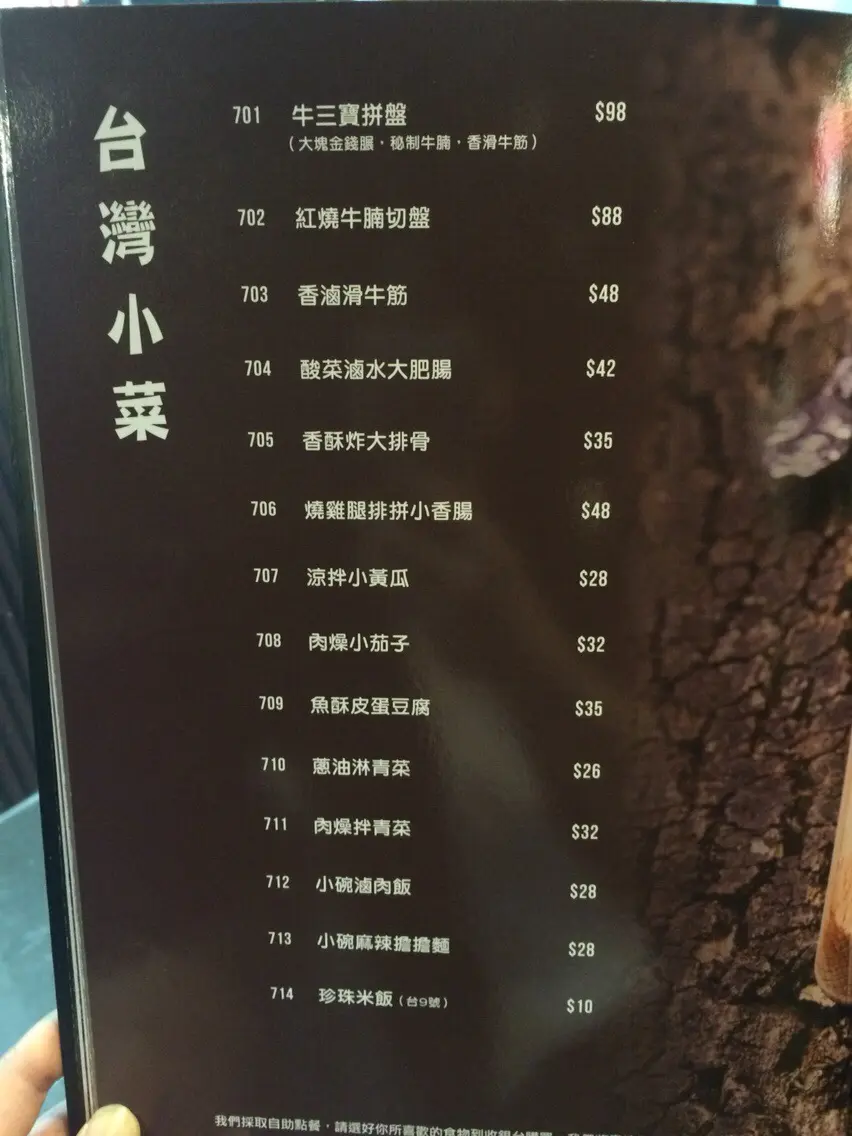 台灣小菜
701 牛三寶拼盤 $98
（大塊金錢𦟌，秘制牛腩，香滑牛筋）
702 紅燒牛腩切盤 $88
703 香滷滑牛筋 $48
704 酸菜滷水大肥腸 $42
705 香酥炸大排骨 $35
706 燒雞腿排拼小香腸 $48
707 涼拌小黃瓜 $28
708 肉燥小茄子 $32
709 魚酥皮蛋豆腐 $35
710 蔥油淋青菜 $26
711 肉燥拌青菜 $32
712 小碗滷肉飯 $28
713 小碗麻辣擔擔麵 $28
714 珍珠米飯（台9號） $10
我們採取自助點餐，請選好你所喜歡的食物到收銀台